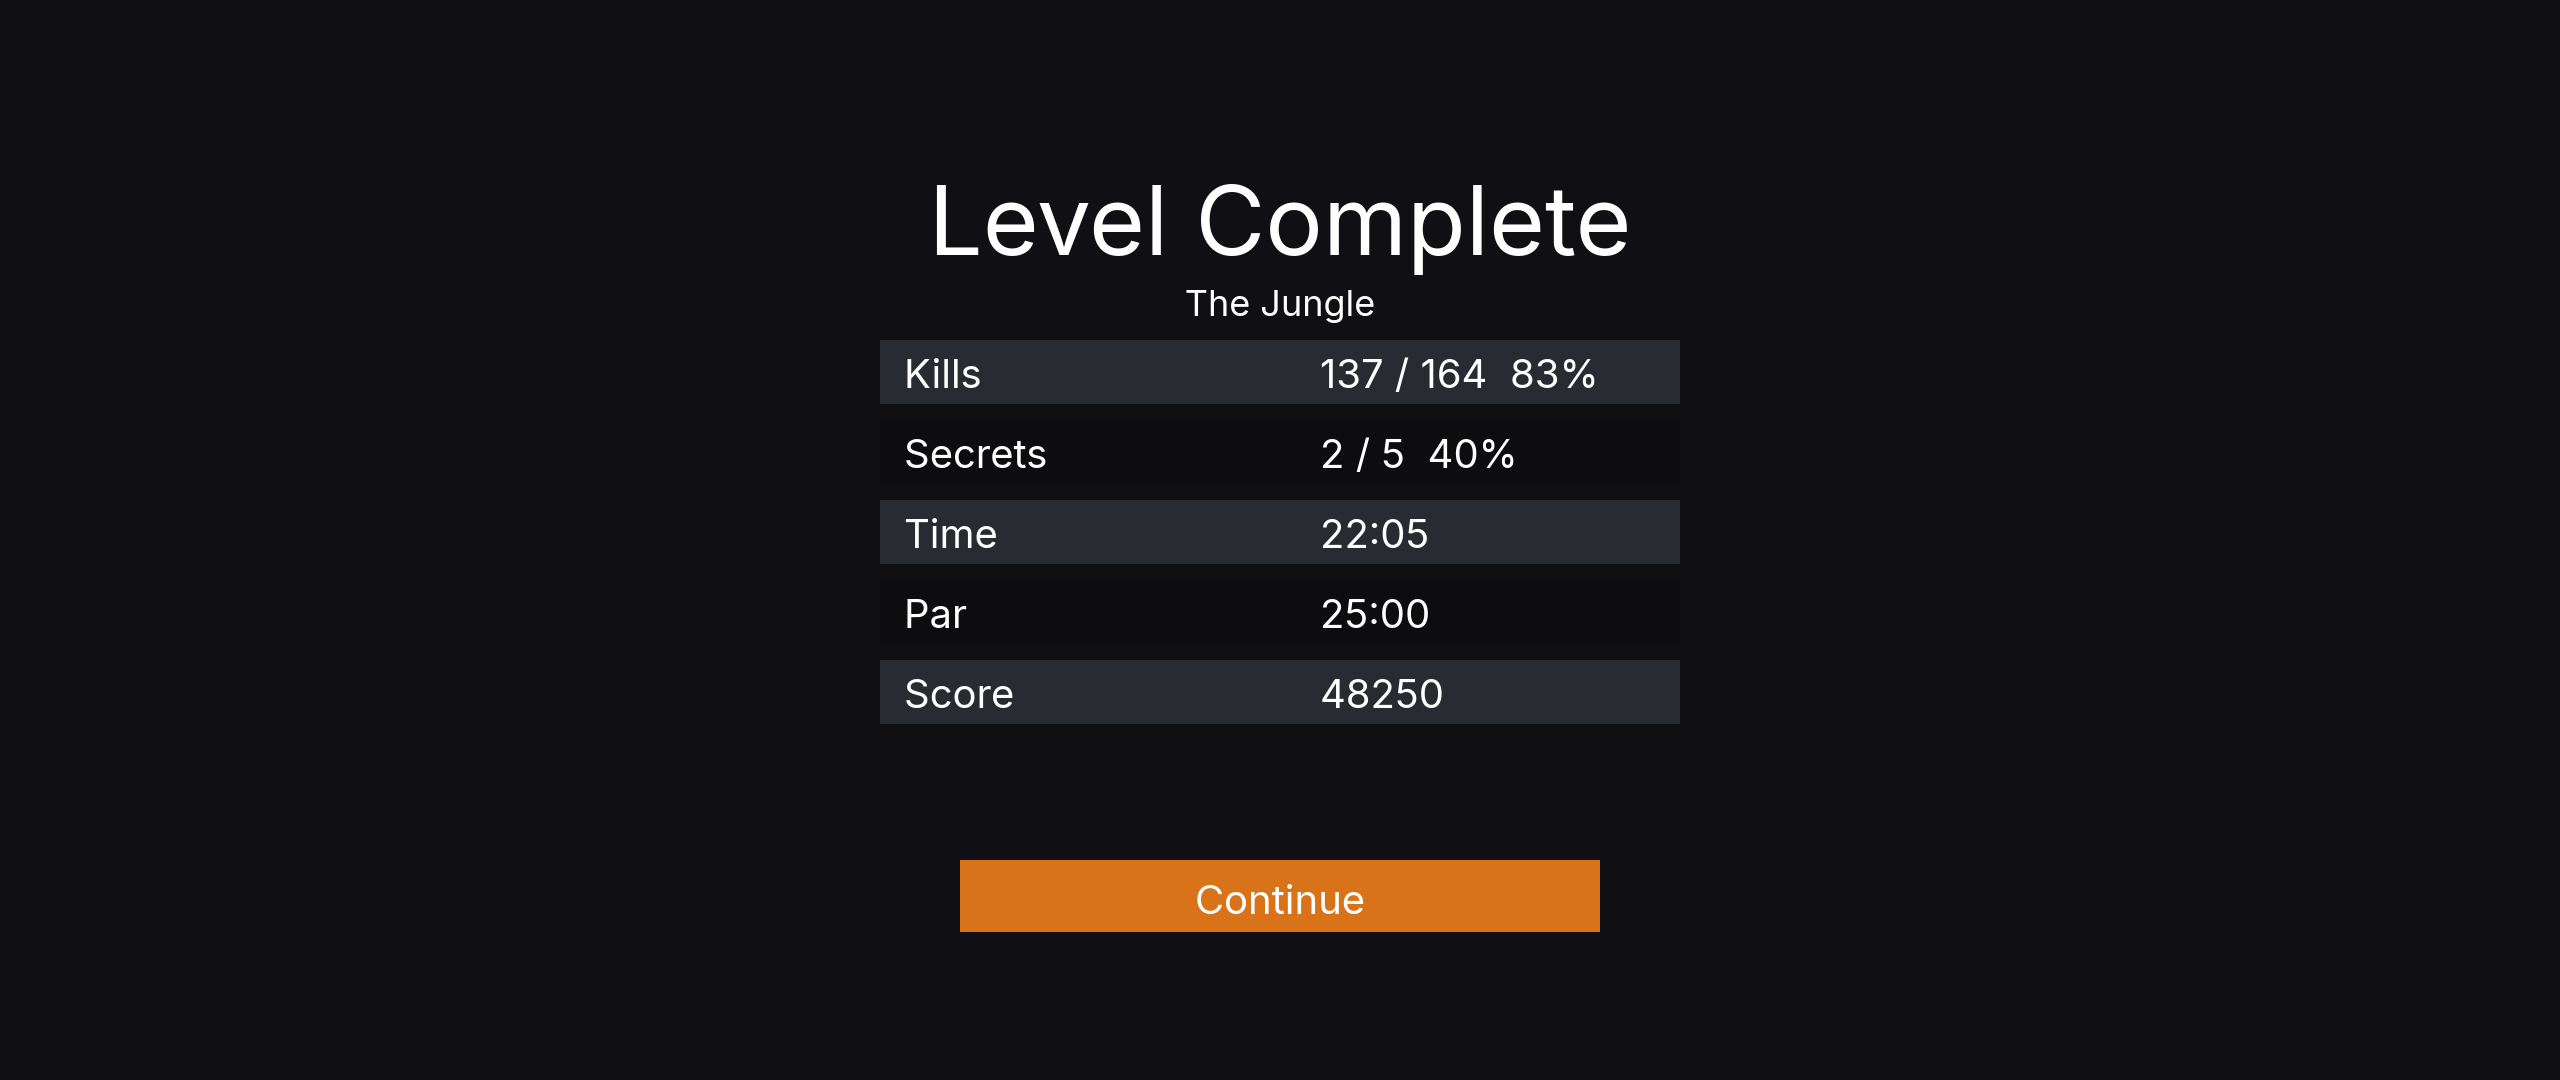 Level Complete
The Jungle
Kills 137 / 164 83%
Secrets 2 / 5 40%
Time 22:05
Par 25:00
Score 48250
Continue